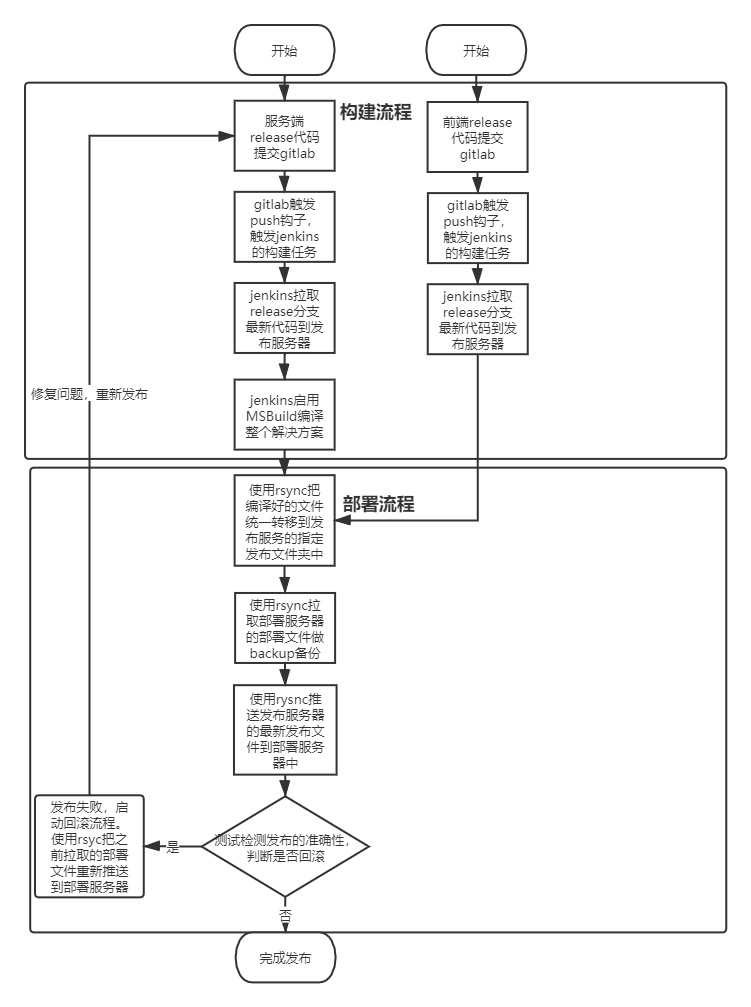 开始
开始
构建流程
服务端
release代码
提交gitlab
前端release
代码提交
gitlab
gitlab触发
push钩子，
触发jenkins
的构建任务
gitlab触发
push钩子，
触发jenkins
的构建任务
jenkins拉取
release分支
最新代码到发
布服务器
jenkins拉取
release分支
最新代码到发
布服务器
修复问题，重新发布
jenkins启用
MSBuild编译
整个解决方案
部署流程
使用rsync把
编译好的文件
统一转移到发
布服务的指定
发布文件夹中
使用rsync拉
取部署服务器
的部署文件做
backup备份
使用rysnc推
送发布服务器
的最新发布文
件到部署服务
器中
发布失败，启
动回滚流程。
使用rsyc把之
前拉取的部署
文件重新推送
到部署服务器
是
测试检测发布的准确性，
判断是否回滚
否
完成发布